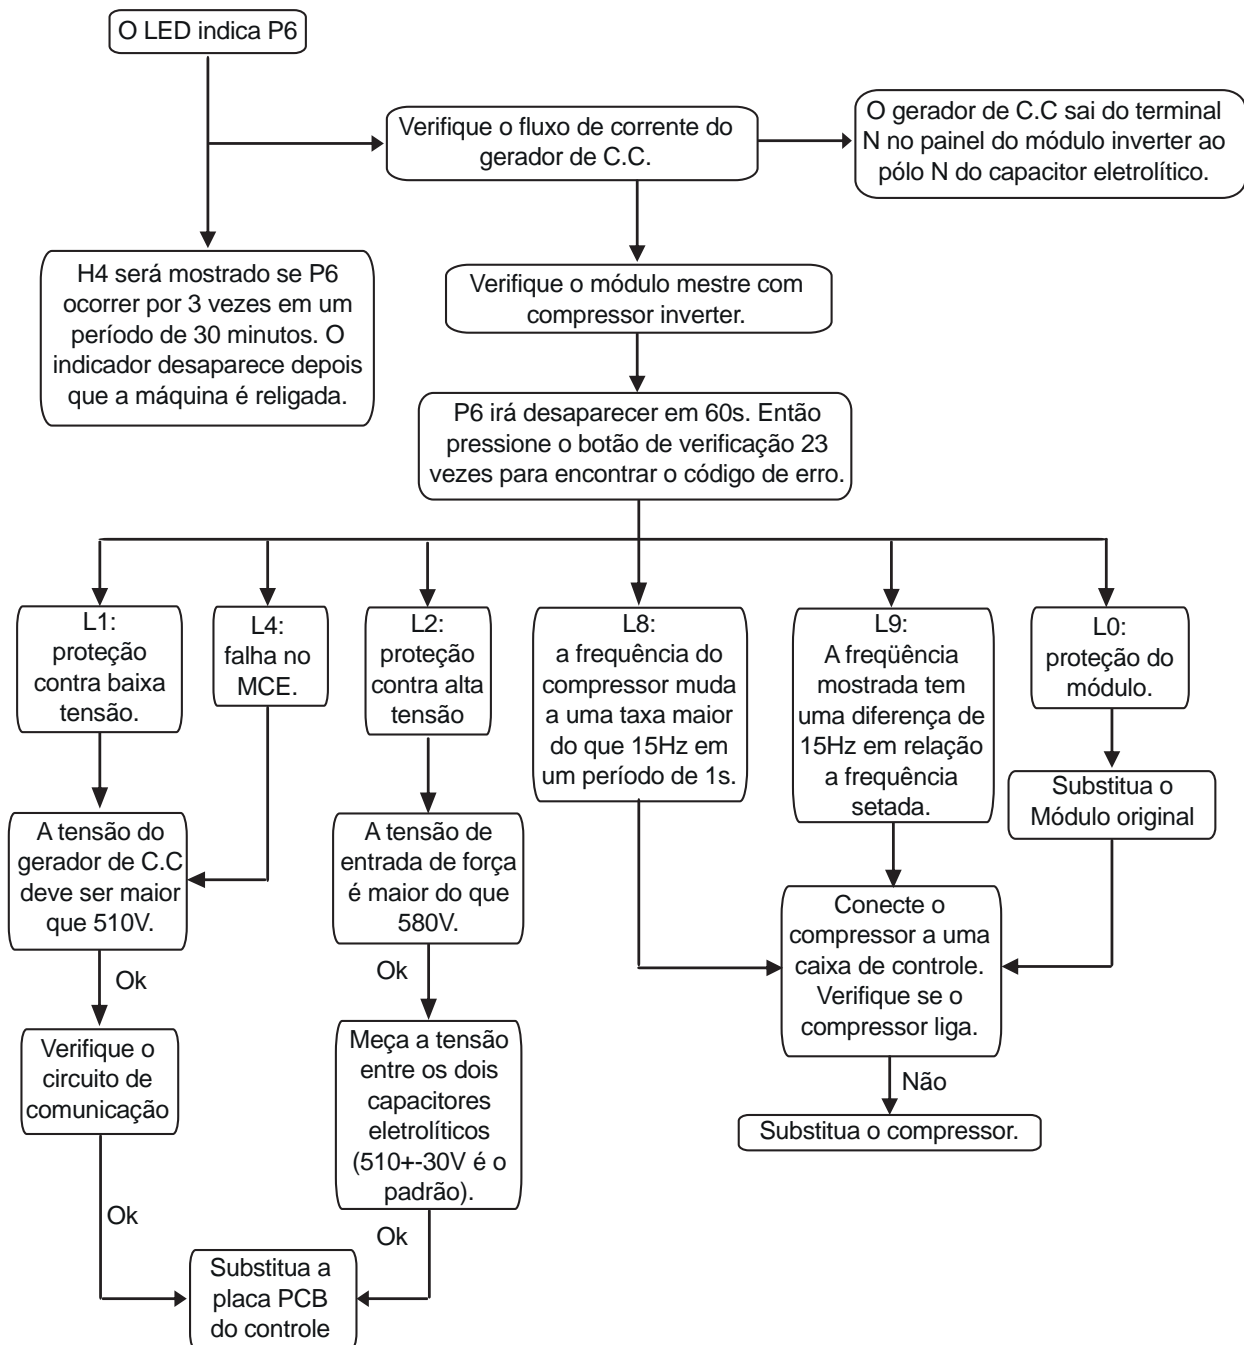 O LED indica P6
Verifique o fluxo de corrente do
gerador de C.C.
O gerador de C.C sai do terminal
N no painel do módulo inverter ao
pólo N do capacitor eletrolítico.
H4 será mostrado se P6
ocorrer por 3 vezes em um
período de 30 minutos. O
indicador desaparece depois
que a máquina é religada.
Verifique o módulo mestre com
compressor inverter.
P6 irá desaparecer em 60s. Então
pressione o botão de verificação 23
vezes para encontrar o código de erro.
L1:
proteção
contra baixa
tensão.
L4:
falha no
MCE.
L2:
proteção
contra alta
tensão
L8:
a frequência do
compressor muda
a uma taxa maior
do que 15Hz em
um período de 1s.
L9:
A freqüência
mostrada tem
uma diferença de
15Hz em relação
a frequência
setada.
L0:
proteção do
módulo.
Substitua o
Módulo original
A tensão do
gerador de C.C
deve ser maior
que 510V.
A tensão de
entrada de força
é maior do que
580V.
Conecte o
compressor a uma
caixa de controle.
Verifique se o
compressor liga.
Ok
Ok
Verifique o
circuito de
comunicação
Meça a tensão
entre os dois
capacitores
eletrolíticos
(510+-30V é o
padrão).
Não
Substitua o compressor.
Ok
Ok
Substitua a
placa PCB
do controle